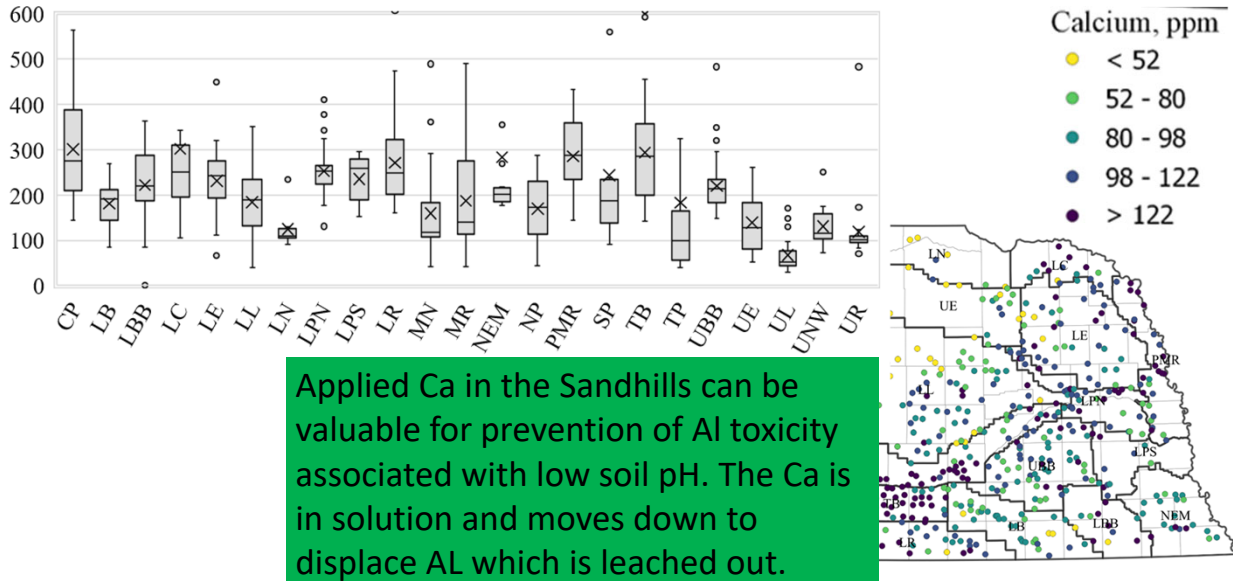 600
500
400
300
200
100
0
CP LB LBB LC LE LL LN LPN LPS LR MN MR NEM NP PMR SP TB TP UBB UE UL UNW UR
Calcium, ppm
< 52
52 - 80
80 - 98
98 - 122
> 122
Applied Ca in the Sandhills can be
valuable for prevention of Al toxicity
associated with low soil pH. The Ca is
in solution and moves down to
displace AL which is leached out.
LN
LC
UE
LE
PMR
LL
LPN
LPS
UBB
TB
NEM
LB
LBB
LR